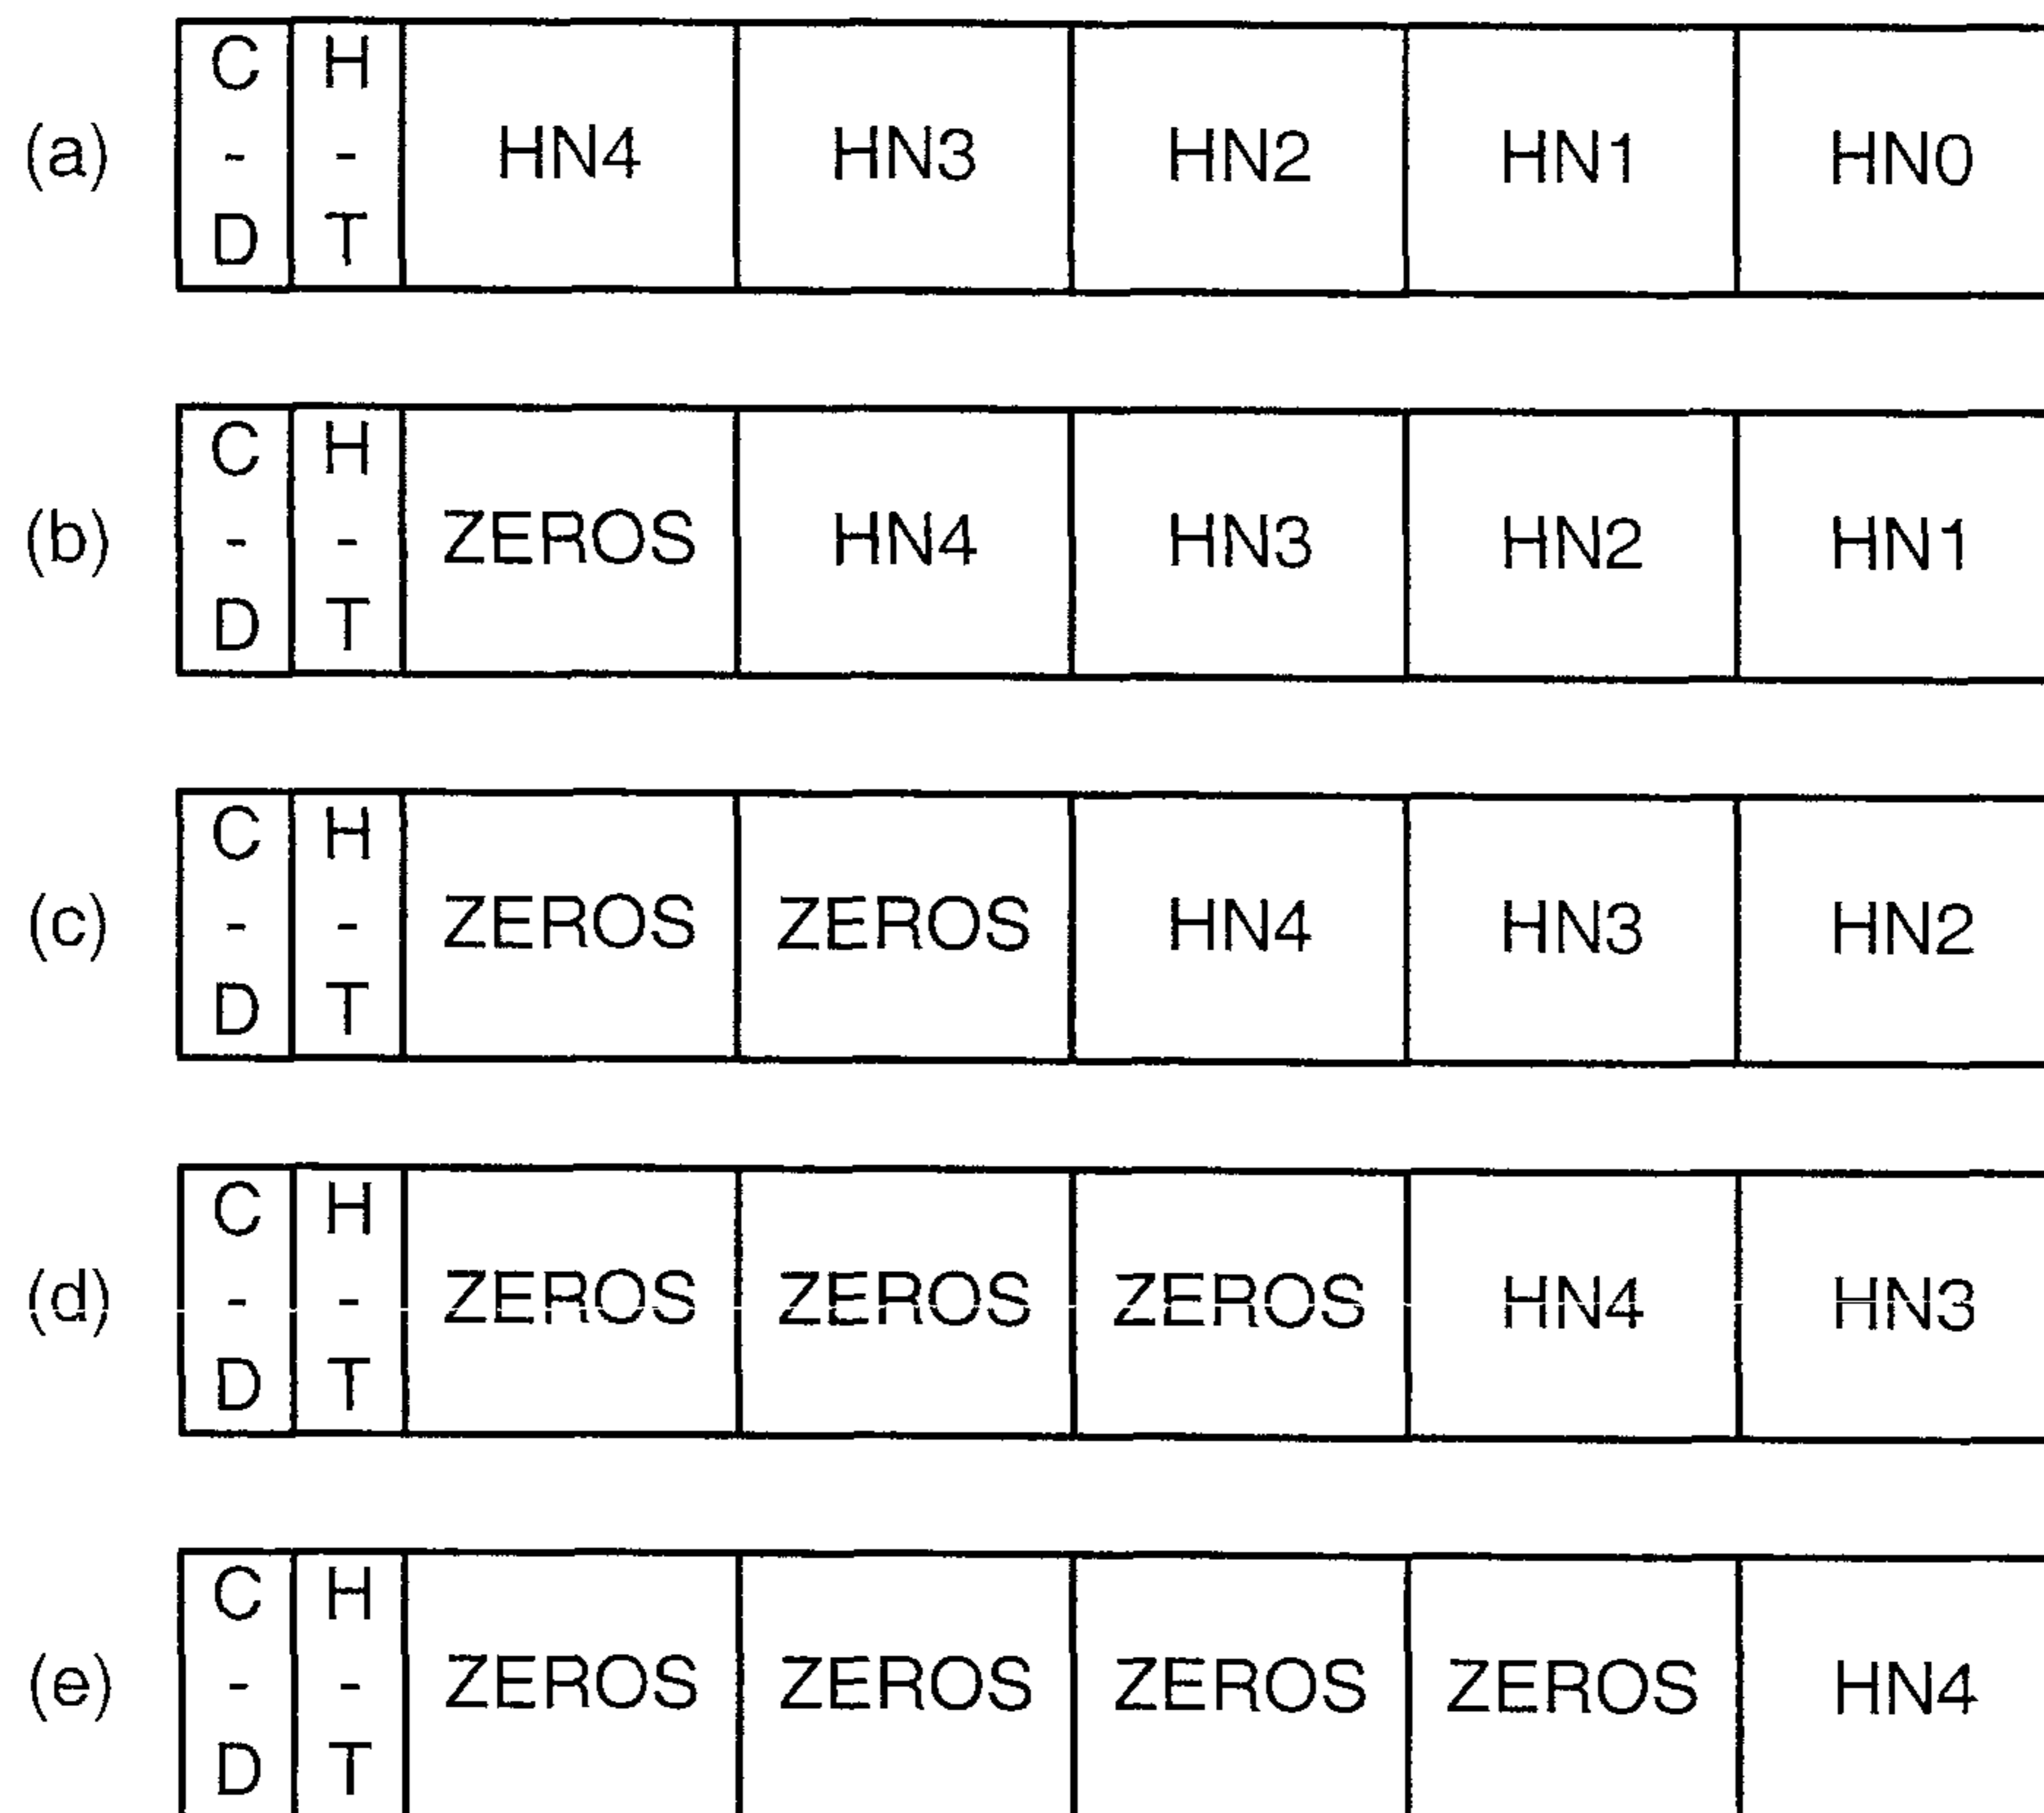 C H
(a) - - HN4 HN3 HN2 HN1 HN0
D T
C H
(b) - - ZEROS HN4 HN3 HN2 HN1
D T
C H
(c) - - ZEROS ZEROS HN4 HN3 HN2
D T
C H
(d) - - ZEROS ZEROS ZEROS HN4 HN3
D T
C H
(e) - - ZEROS ZEROS ZEROS ZEROS HN4
D T